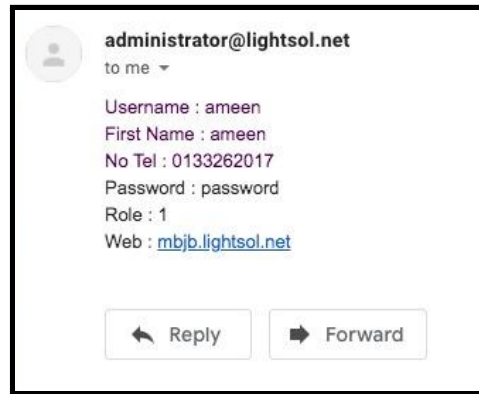 administrator@lightsol.net
to me
Username : ameen
First Name : ameen
No Tel : 0133262017
Password : password
Role : 1
Web : mbjb.lightsol.net
Reply
Forward